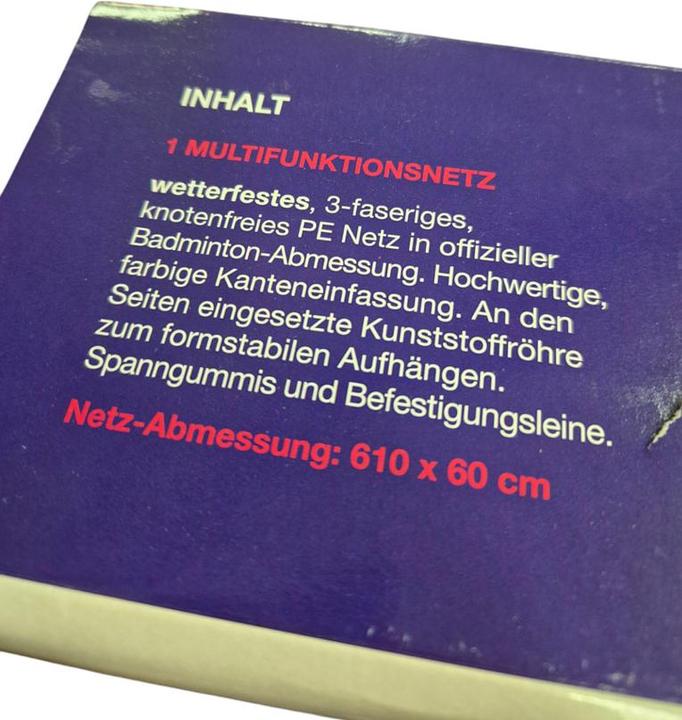 INHALT
1 MULTIFUNKTIONSNETZ
wetterfestes, 3-faseriges,
knotenfreies PE Netz in offizieller
Badminton-Abmessung. Hochwertige,
farbige Kanteneinfassung. An den
Seiten eingesetzte Kunststoffröhre
zum formstabilen Aufhängen.
Spanngummis und Befestigungsleine.
Netz-Abmessung: 610 x 60 cm